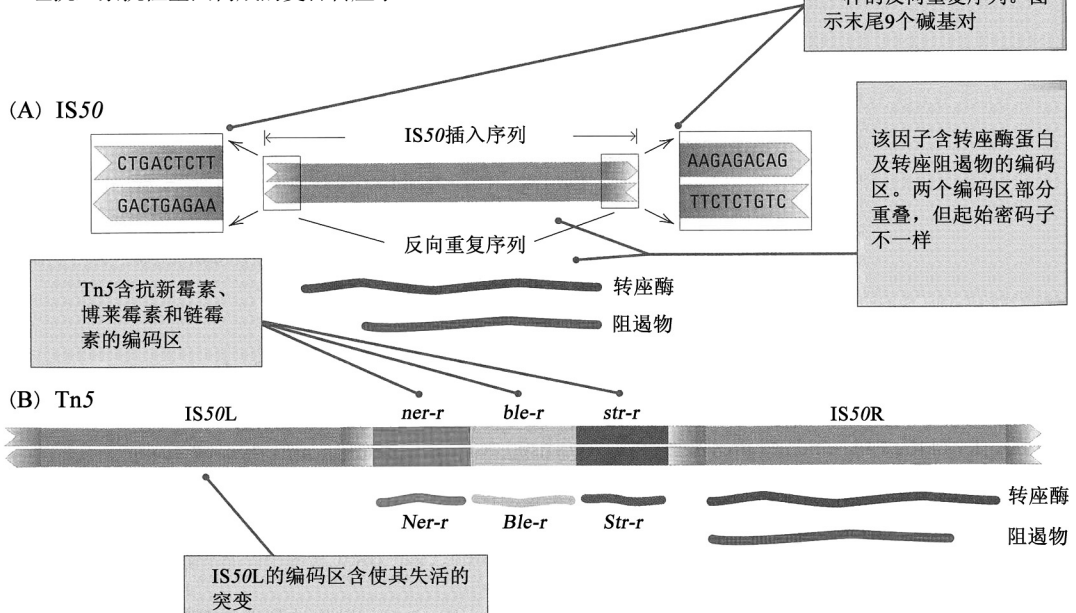 样的反向重复序列。图
示末尾9个碱基对
(A) IS50
IS50插入序列
CTGACTCTT
GACTGAGAA
AAGAGACAG
TTCTCTGTC
反向重复序列
该因子含转座酶蛋白
及转座阻遏物的编码
区。两个编码区部分
重叠，但起始密码子
不一样
Tn5含抗新霉素、
博莱霉素和链霉
素的编码区
转座酶
阻遏物
(B) Tn5
IS50L
ner-r
ble-r
str-r
IS50R
Ner-r
Ble-r
Str-r
转座酶
阻遏物
IS50L的编码区含使其失活的
突变